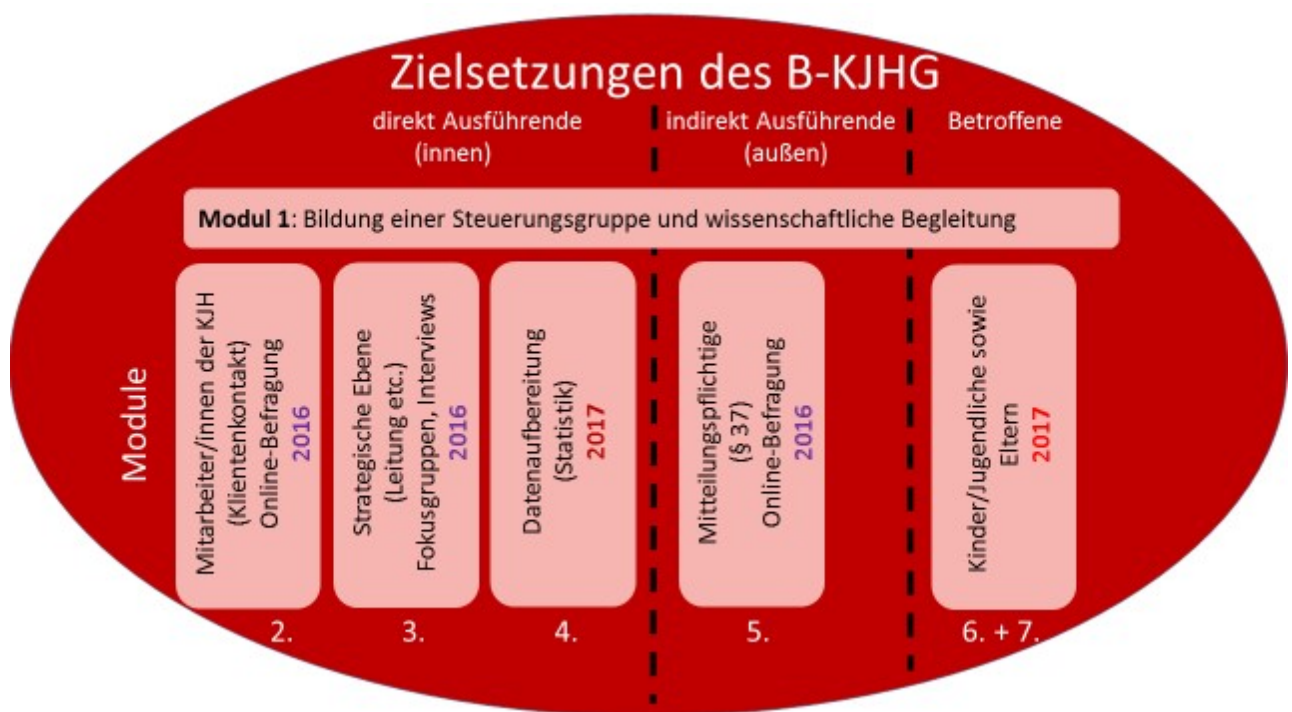 Zielsetzungen des B-KJHG
direkt Ausführende
(innen)
indirekt Ausführende
(außen)
Betroffene
Modul 1: Bildung einer Steuerungsgruppe und wissenschaftliche Begleitung
Module
Mitarbeiter/innen der KJH
(Klientenkontakt)
Online-Befragung
2016
Strategische Ebene
(Leitung etc.)
Fokusgruppen, Interviews
2016
Datenaufbereitung
(Statistik)
2017
Mitteilungspflichtige
(§ 37)
Online-Befragung
2016
Kinder/Jugendliche sowie
Eltern
2017
2.
3.
4.
5.
6. + 7.